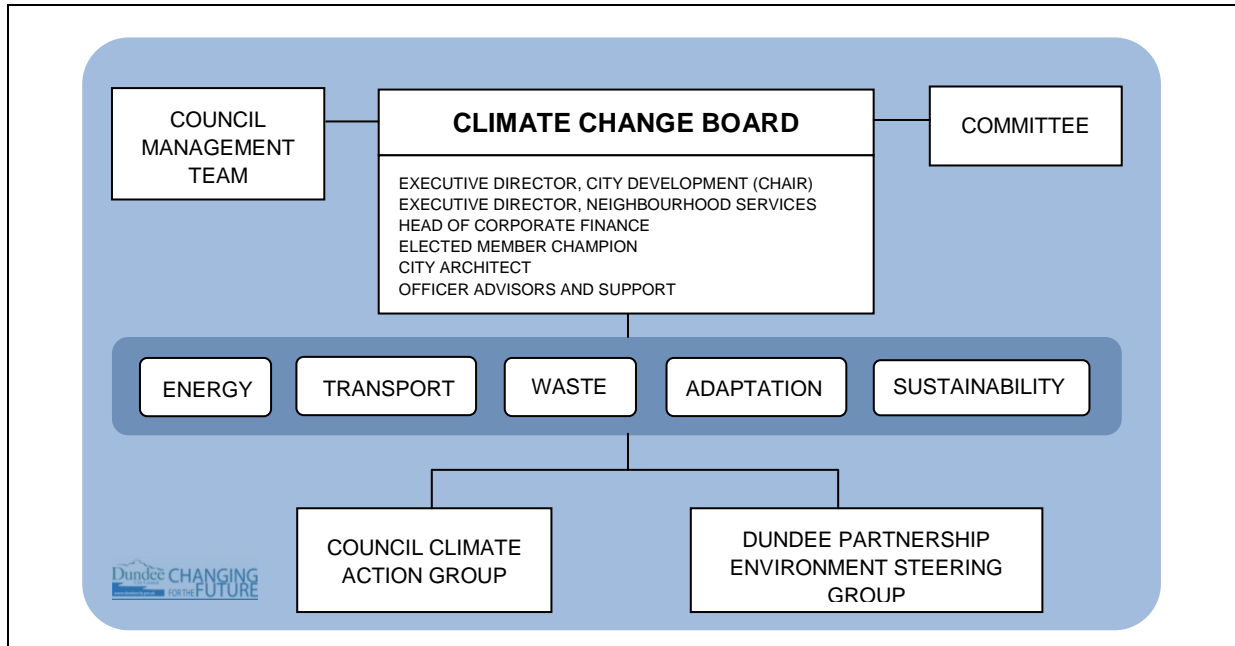 COUNCIL
MANAGEMENT
TEAM
CLIMATE CHANGE BOARD
EXECUTIVE DIRECTOR, CITY DEVELOPMENT (CHAIR)
EXECUTIVE DIRECTOR, NEIGHBOURHOOD SERVICES
HEAD OF CORPORATE FINANCE
ELECTED MEMBER CHAMPION
CITY ARCHITECT
OFFICER ADVISORS AND SUPPORT
COMMITTEE
ENERGY
TRANSPORT
WASTE
ADAPTATION
SUSTAINABILITY
COUNCIL CLIMATE
ACTION GROUP
DUNDEE PARTNERSHIP
ENVIRONMENT STEERING
GROUP
Dundee
CHANGING
FOR THE FUTURE